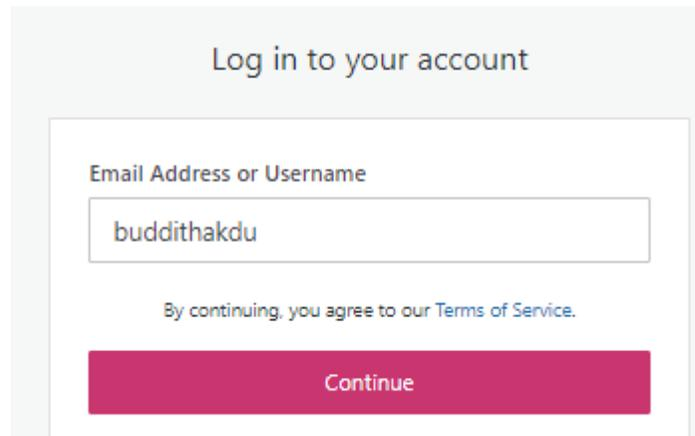 Log in to your account
Email Address or Username
buddithakdu
By continuing, you agree to our Terms of Service.
Continue